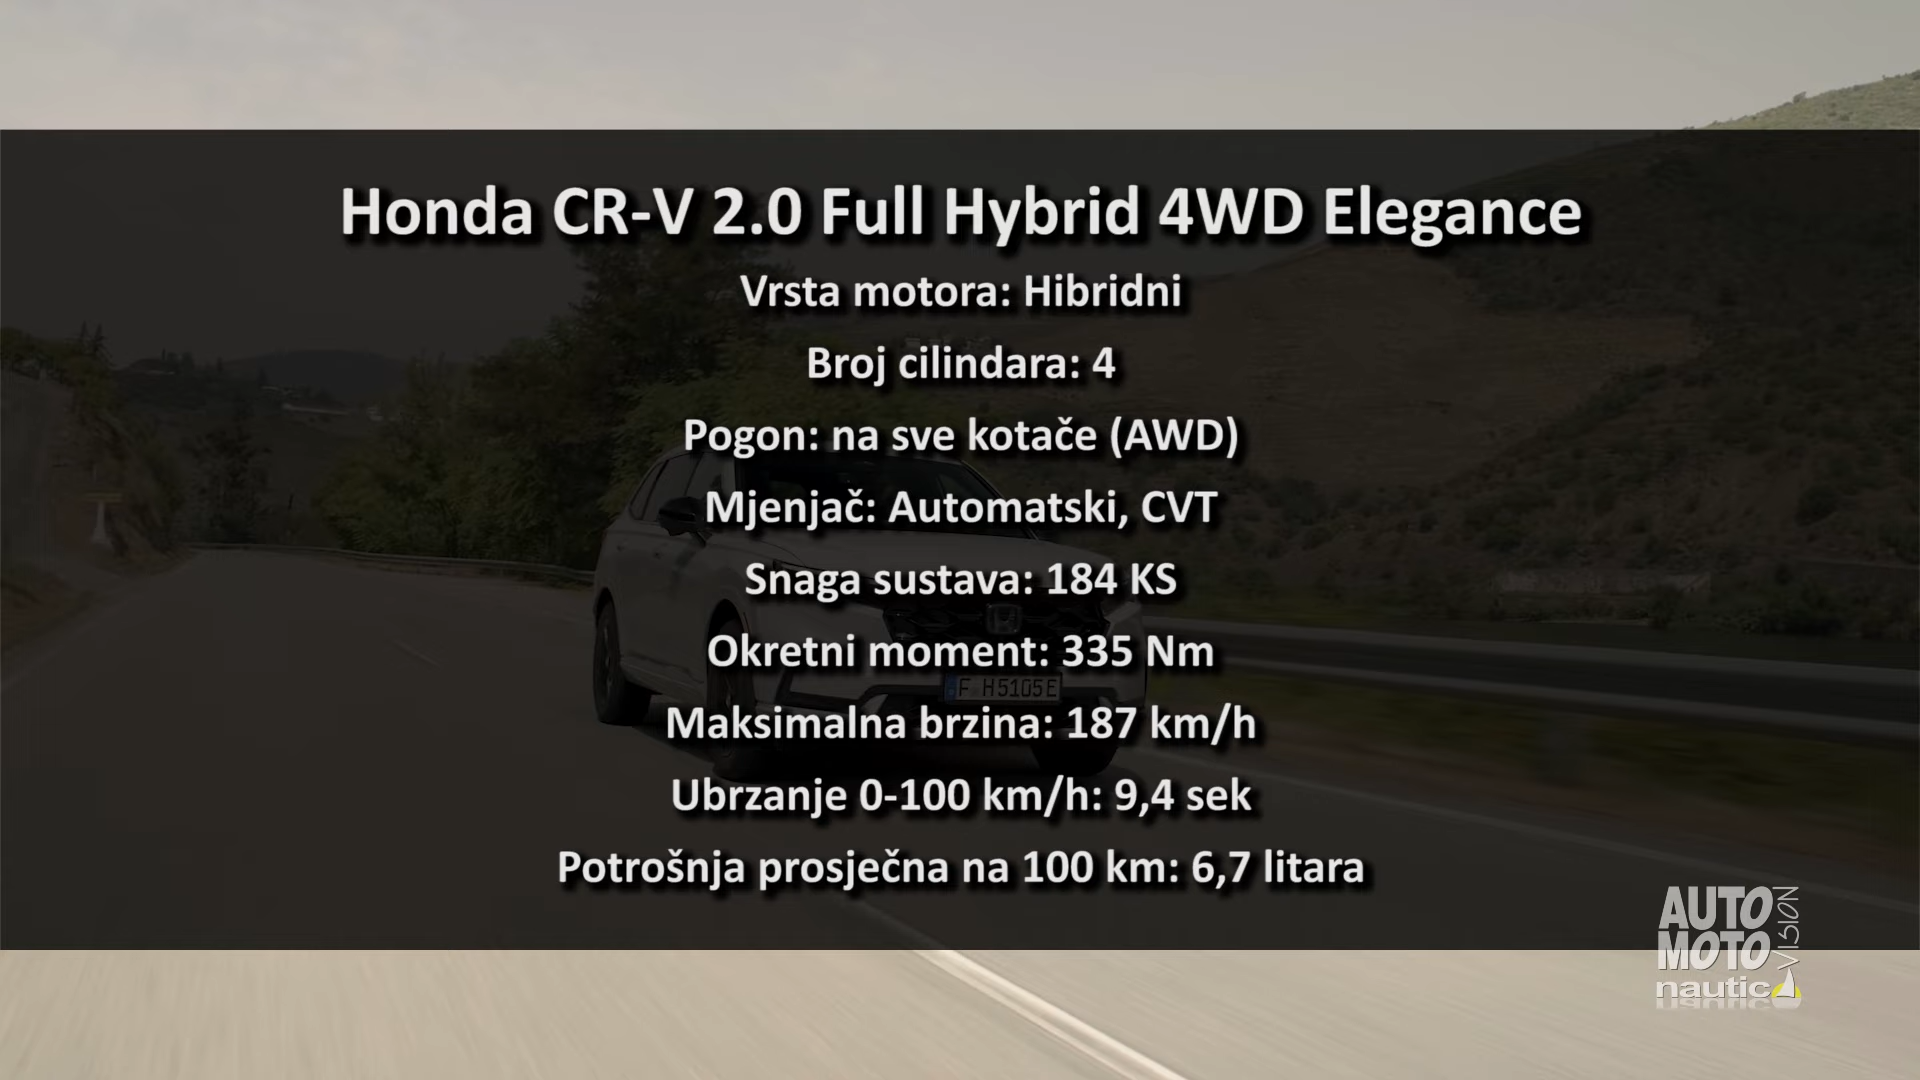 Honda CR-V 2.0 Full Hybrid 4WD Elegance
Vrsta motora: Hibridni
Broj cilindara: 4
Pogon: na sve kotače (AWD)
Mjenjač: Automatski, CVT
Snaga sustava: 184 KS
Okretni moment: 335 Nm
F H5105E
Maksimalna brzina: 187 km/h
Ubrzanje 0-100 km/h: 9,4 sek
Potrošnja prosječna na 100 km: 6,7 litara
AUTO
MOTO
VISION
nautic